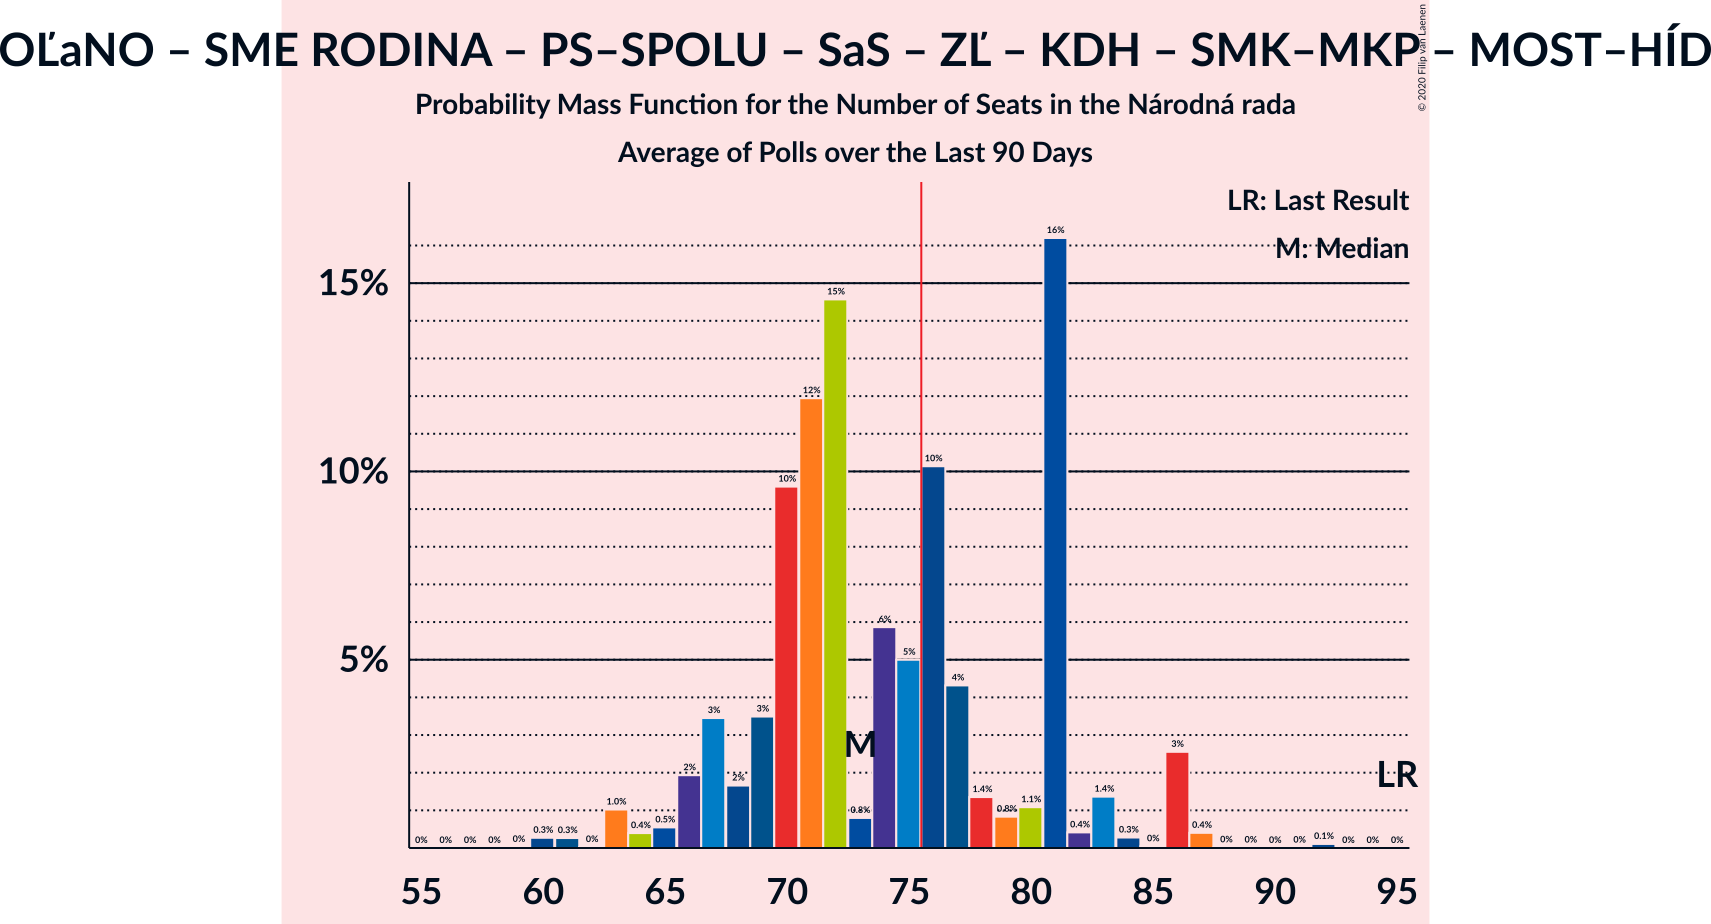 OĽaNO – SME RODINA – PS–SPOLU – SaS – ZĽ – KDH – SMK–MKP – MOST–HÍD
Probability Mass Function for the Number of Seats in the Národná rada
Average of Polls over the Last 90 Days
© 2020 Filip van Laenen
LR: Last Result
M: Median
15%
10%
5%
0% 0% 0% 0% 0% 0.3% 0.3% 0% 1.0% 0.4% 0.5% 2% 3% 2% 3% 10% 12% 15% 0.8% 6% 5% 10% 4% 1.4% 0.8% 1.1% 16% 0.4% 1.4% 0.3% 0% 3% 0.4% 0% 0% 0% 0% 0.1% 0% 0% 0%
M
LR
55 60 65 70 75 80 85 90 95